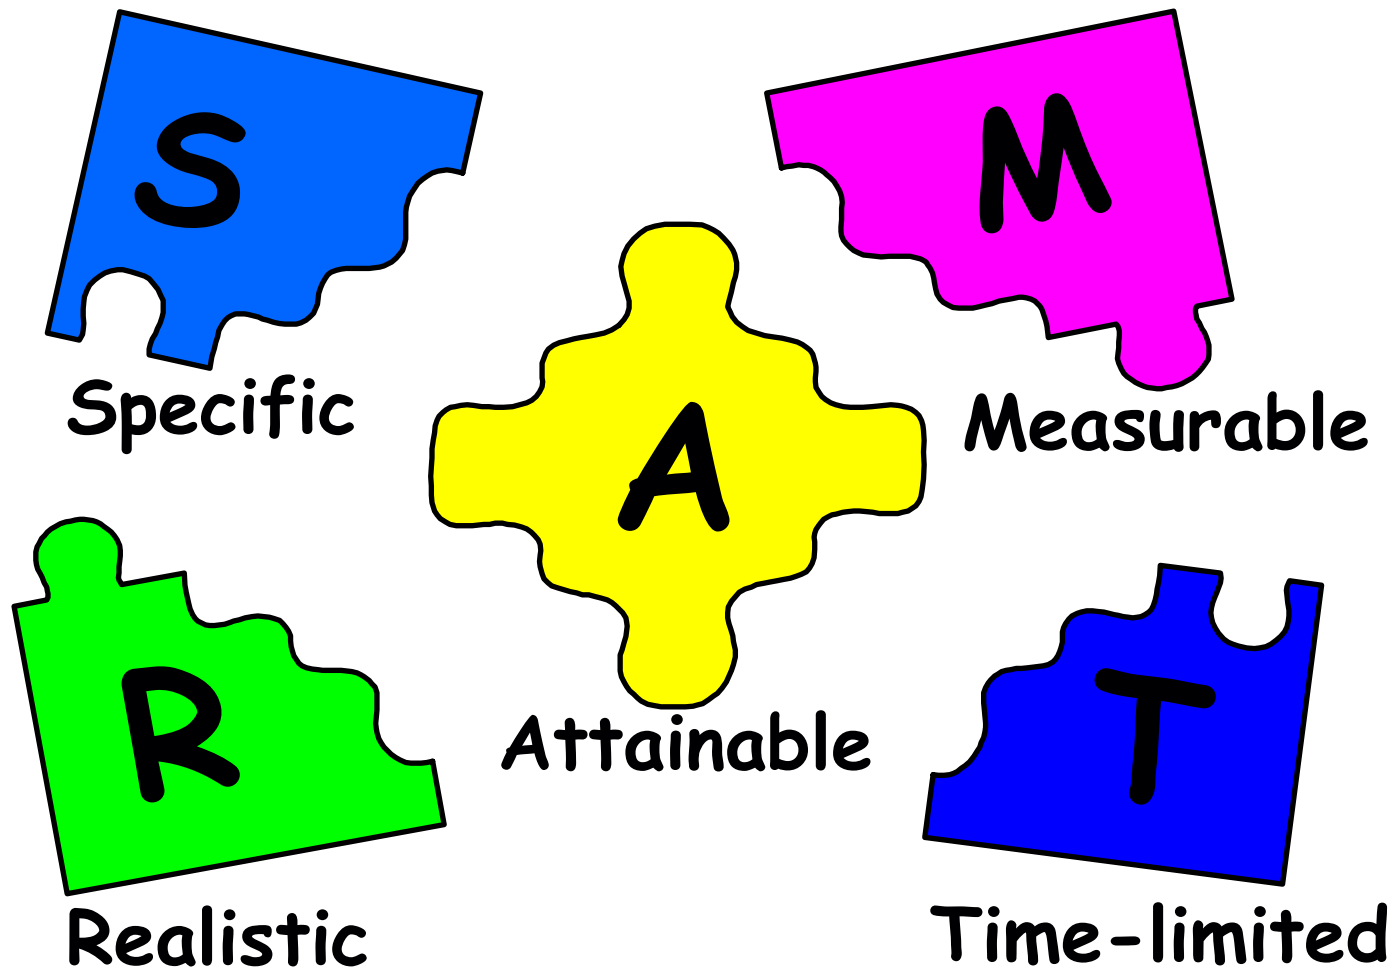 S
Specific
M
Measurable
A
Attainable
R
Realistic
T
Time-limited